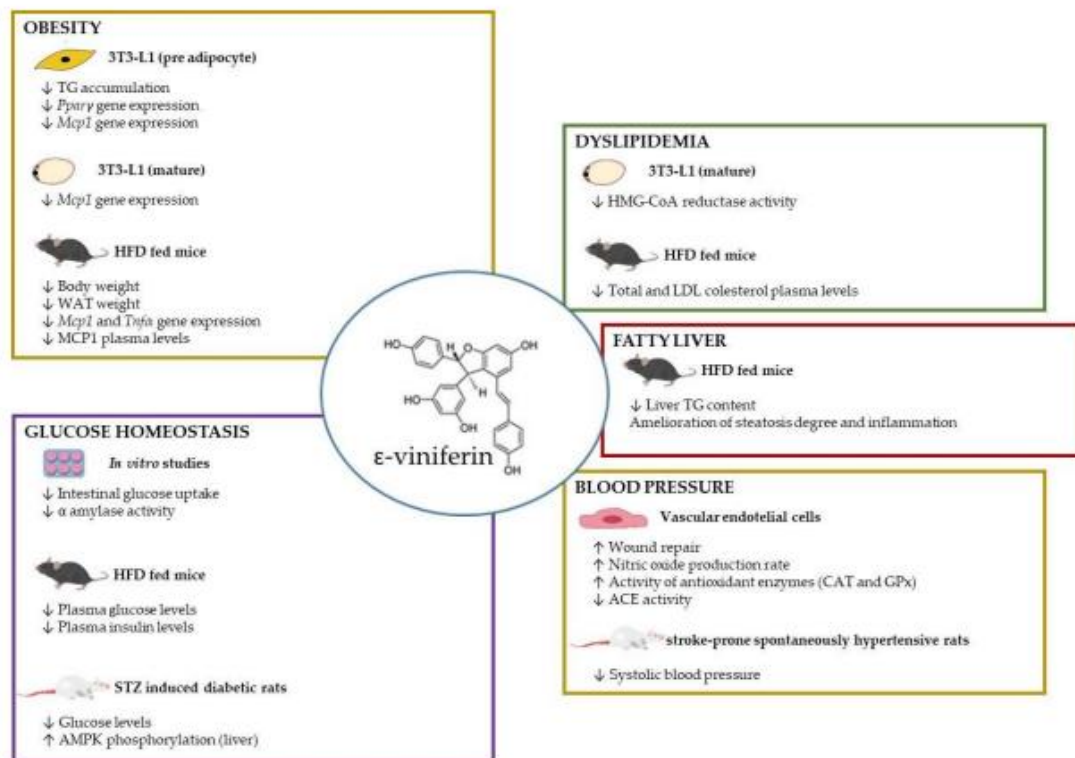 OBESITY
3T3-L1 (pre adipocyte)
↓ TG accumulation
↓ Pparγ gene expression
↓ Mcp1 gene expression
3T3-L1 (mature)
↓ Mcp1 gene expression
HFD fed mice
↓ Body weight
↓ WAT weight
↓ Mcp1 and Tnfα gene expression
↓ MCP1 plasma levels
GLUCOSE HOMEOSTASIS
In vitro studies
↓ Intestinal glucose uptake
↓ α amylase activity
HFD fed mice
↓ Plasma glucose levels
↓ Plasma insulin levels
STZ induced diabetic rats
↓ Glucose levels
↑ AMPK phosphorylation (liver)
HO
H
O
OH
H
HO
OH
OH
ε-viniferin
DYSLIPIDEMIA
3T3-L1 (mature)
↓ HMG-CoA reductase activity
HFD fed mice
↓ Total and LDL colesterol plasma levels
FATTY LIVER
HFD fed mice
↓ Liver TG content
Amelioration of steatosis degree and inflammation
BLOOD PRESSURE
Vascular endotelial cells
↑ Wound repair
↑ Nitric oxide production rate
↑ Activity of antioxidant enzymes (CAT and GPx)
↓ ACE activity
stroke-prone spontaneously hypertensive rats
↓ Systolic blood pressure